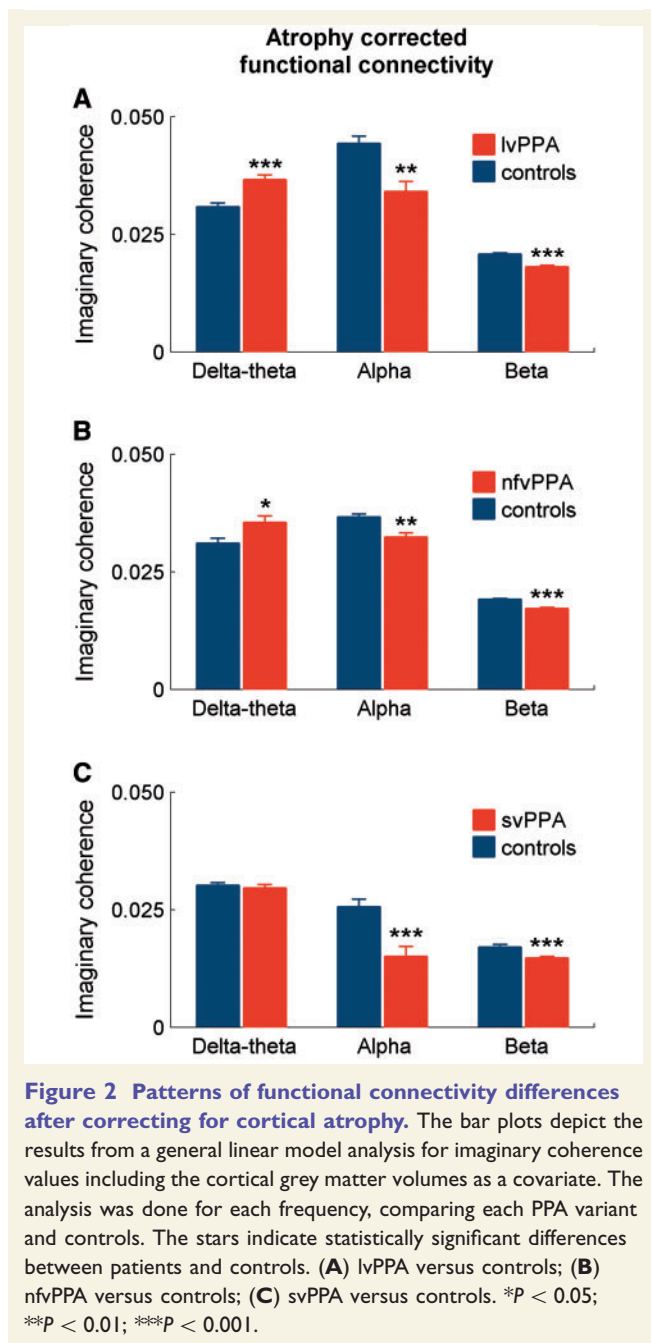 Atrophy corrected
functional connectivity
A
Imaginary coherence
0.050
0.025
0
***
**
***
lvPPA
controls
Delta-theta Alpha Beta
B
Imaginary coherence
0.050
0.025
0
*
**
***
nfvPPA
controls
Delta-theta Alpha Beta
C
Imaginary coherence
0.050
0.025
0
***
***
svPPA
controls
Delta-theta Alpha Beta
Figure 2 Patterns of functional connectivity differences
after correcting for cortical atrophy. The bar plots depict the
results from a general linear model analysis for imaginary coherence
values including the cortical grey matter volumes as a covariate. The
analysis was done for each frequency, comparing each PPA variant
and controls. The stars indicate statistically significant differences
between patients and controls. (A) lvPPA versus controls; (B)
nfvPPA versus controls; (C) svPPA versus controls. *P < 0.05;
**P < 0.01; ***P < 0.001.